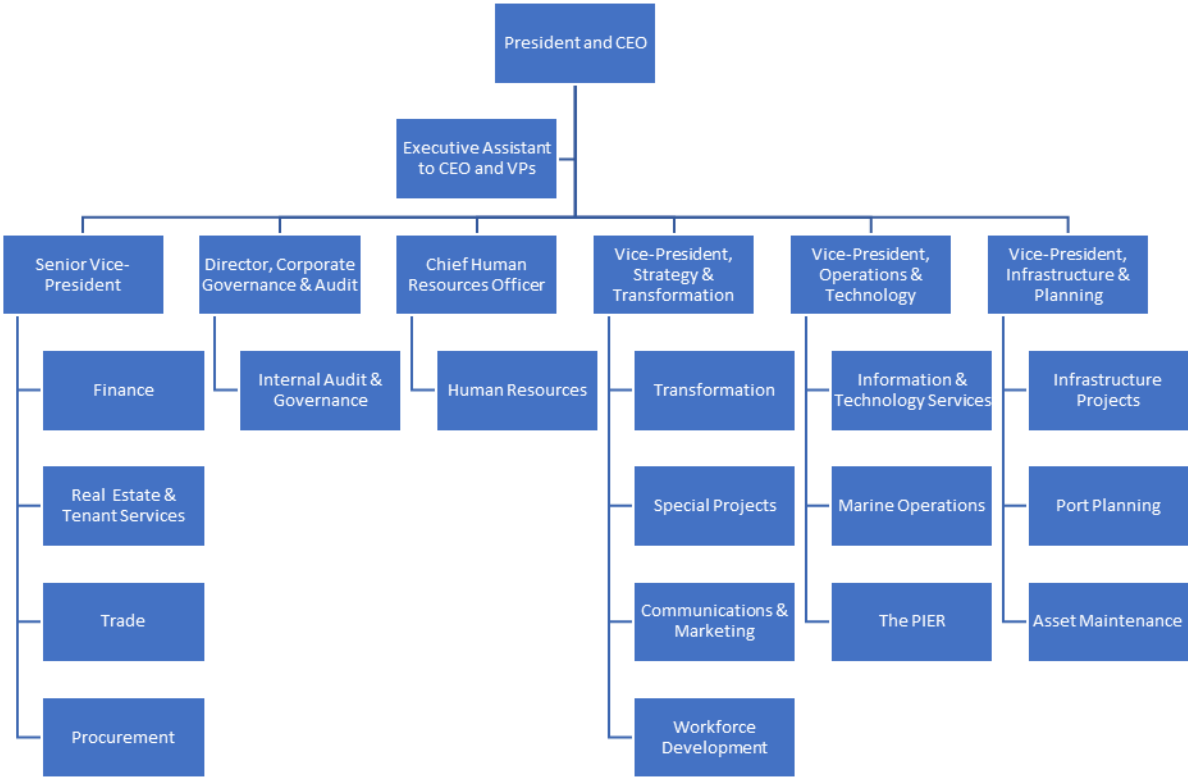 President and CEO
Executive Assistant
to CEO and VPs
Senior Vice-
President
Director, Corporate
Governance & Audit
Chief Human
Resources Officer
Vice-President,
Strategy &
Transformation
Vice-President,
Operations &
Technology
Vice-President,
Infrastructure &
Planning
Finance
Real Estate &
Tenant Services
Trade
Procurement
Internal Audit &
Governance
Human Resources
Transformation
Special Projects
Communications &
Marketing
Workforce
Development
Information &
Technology Services
Marine Operations
The PIER
Infrastructure
Projects
Port Planning
Asset Maintenance